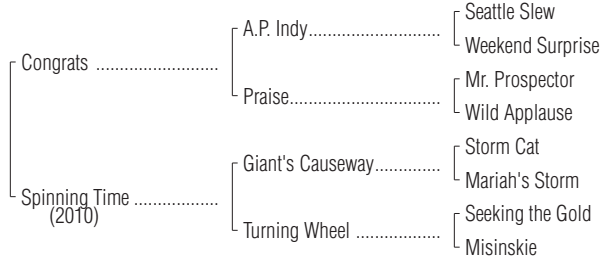 Seattle Slew
A.P. Indy..............................
Weekend Surprise
Congrats ............................
Mr. Prospector
Praise..................................
Wild Applause
Storm Cat
Giant's Causeway...............
Mariah's Storm
Spinning Time ...................
(2010)
Seeking the Gold
Turning Wheel ...................
Misinskie